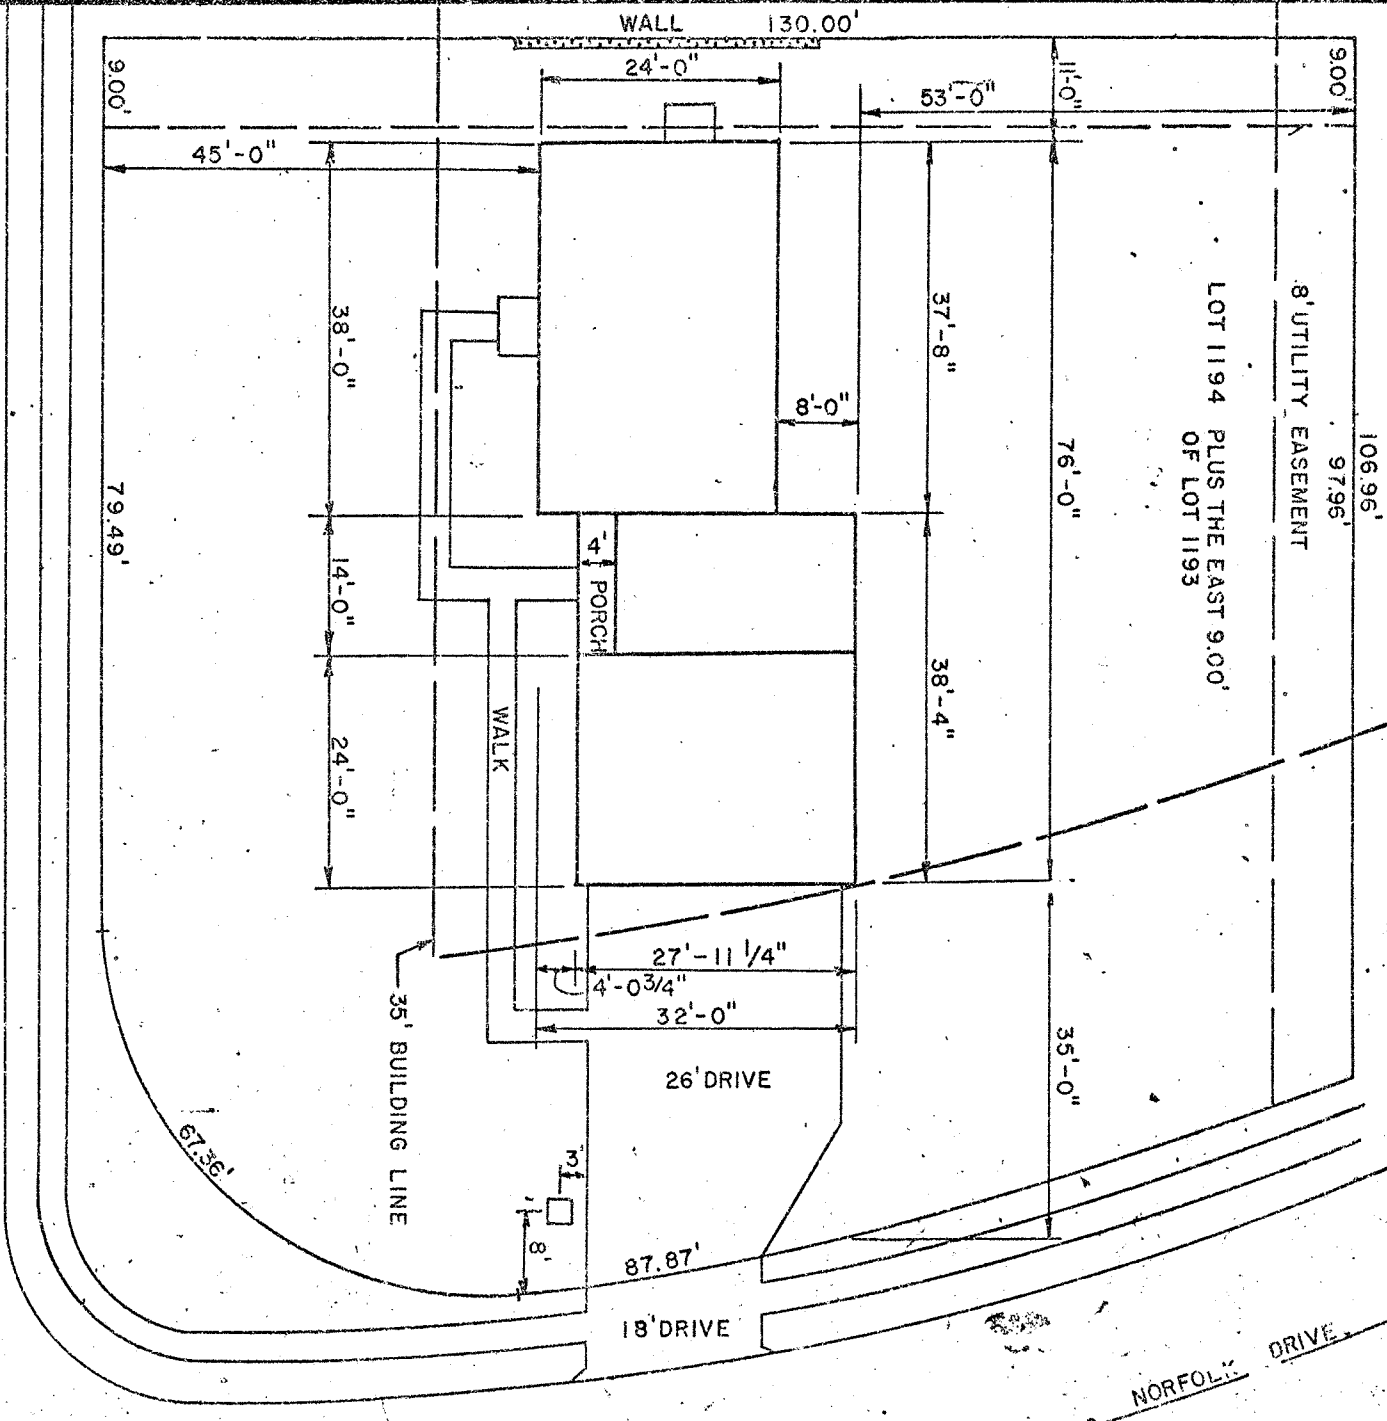 WALL 130.00'
24'-0"
53'-0"
11'-0"
9.00'
9.00'
45'-0"
38'-0"
37'-8"
8'-0"
76'-0"
LOT 1194 PLUS THE EAST 9.00'
OF LOT 1193
8' UTILITY EASEMENT
97.96'
106.96'
79.49'
14'-0"
4'
PORCH
38'-4"
24'-0"
WALK
27'-11 1/4"
4'-0 3/4"
32'-0"
35' BUILDING LINE
26' DRIVE
35'-0"
67.36'
3'
8'
87.87'
18' DRIVE
NORFOLK DRIVE